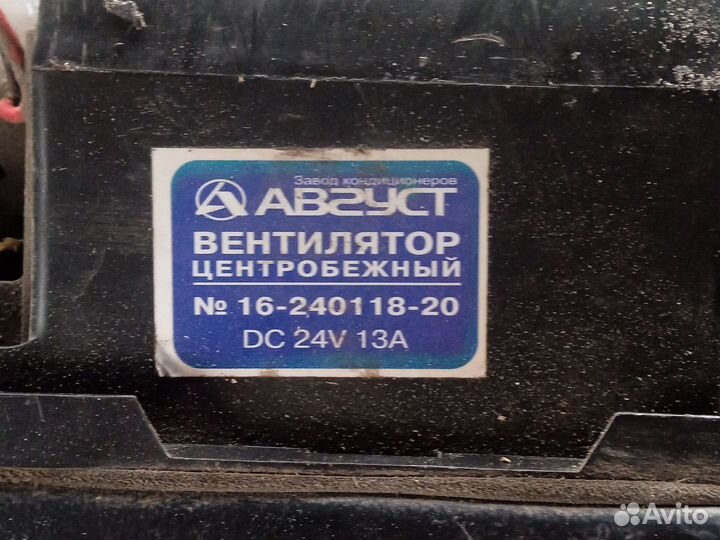 Завод кондиционеров
АВГУСТ
ВЕНТИЛЯТОР
ЦЕНТРОБЕЖНЫЙ
№ 16-240118-20
DC 24V 13A
Avito